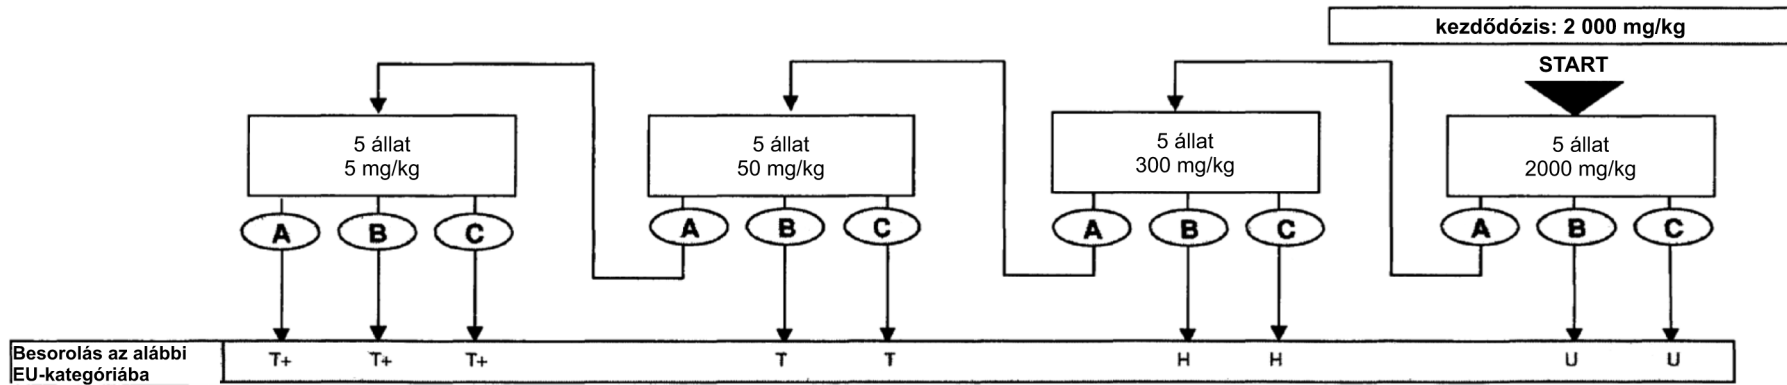 kezdődózis: 2 000 mg/kg
START
5 állat
5 mg/kg
5 állat
50 mg/kg
5 állat
300 mg/kg
5 állat
2000 mg/kg
A B C A B C A B C A B C
Besorolás az alábbi
EU-kategóriába
T+ T+ T+ T T H H U U